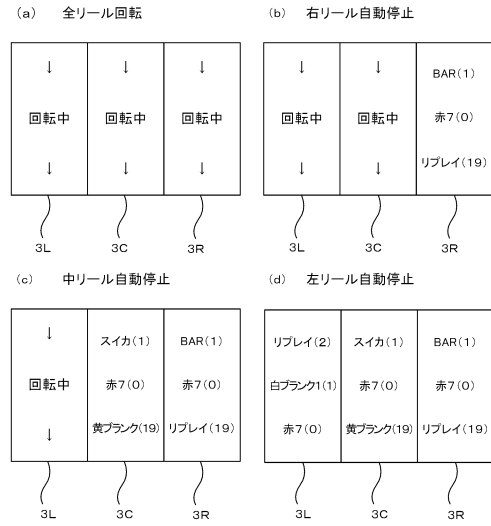 (a) 全リール回転
↓ ↓ ↓
回転中 回転中 回転中
↓ ↓ ↓
3L 3C 3R
(b) 右リール自動停止
↓ ↓ BAR(1)
回転中 回転中 赤7(0)
↓ ↓ リプレイ(19)
3L 3C 3R
(c) 中リール自動停止
↓ スイカ(1) BAR(1)
回転中 赤7(0) 赤7(0)
↓ 黄ブランク(19) リプレイ(19)
3L 3C 3R
(d) 左リール自動停止
リプレイ(2) スイカ(1) BAR(1)
白ブランク1(1) 赤7(0) 赤7(0)
赤7(0) 黄ブランク(19) リプレイ(19)
3L 3C 3R